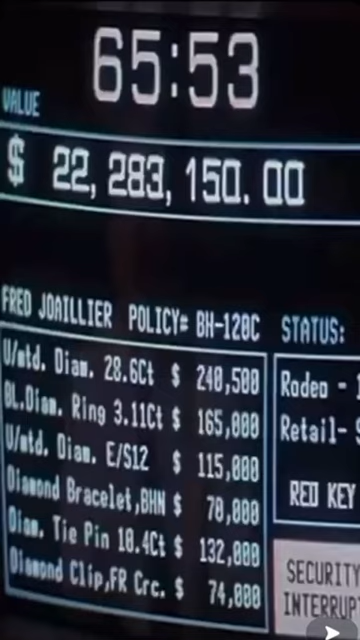 65:53
VALUE
$ 22,283,150.00
FRED JOAILLIER POLICY# BH-120C STATUS:
U/mtd. Diam. 28.6Ct $ 240,500
BL.Diam. Ring 3.11Ct $ 165,000
U/mtd. Diam. E/S12 $ 115,000
Diamond Bracelet,BHN $ 70,000
Diam. Tie Pin 10.4Ct $ 132,000
Diamond Clip,FR Crc. $ 74,000
Rodeo -
Retail-
RED KEY
SECURITY
INTERRUP